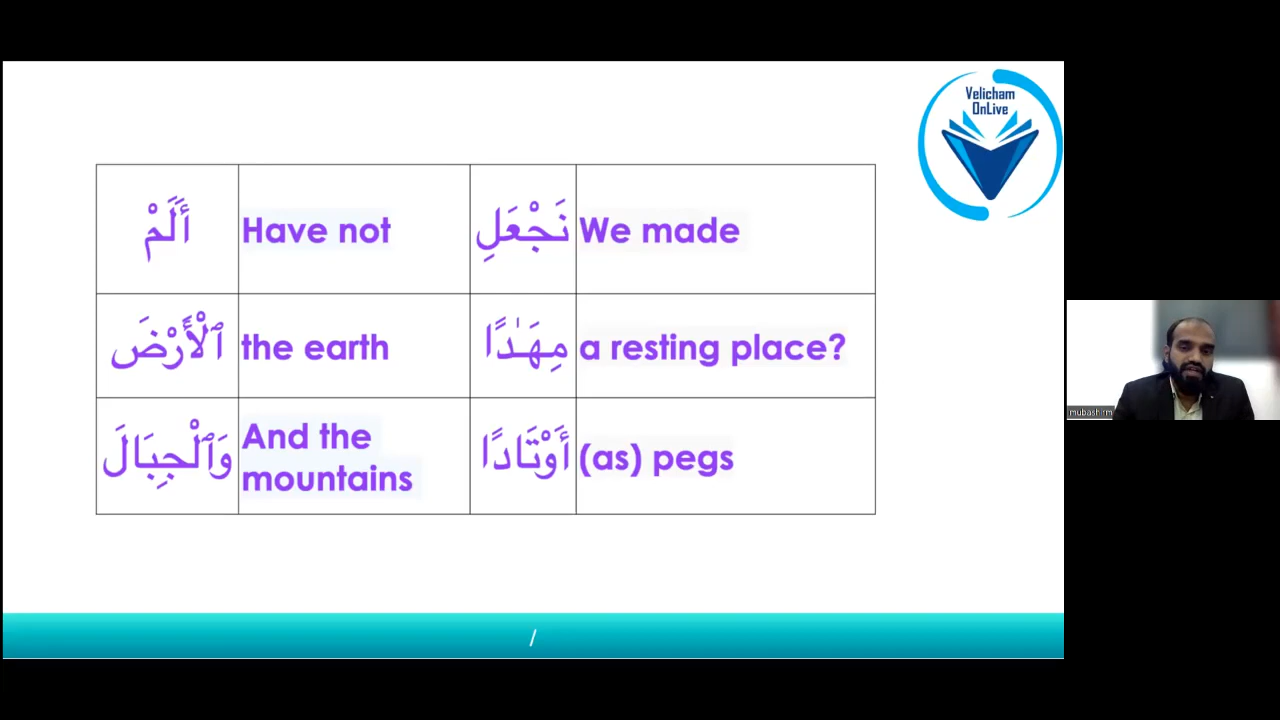 Velicham
OnLive
أَلَمْ
Have not
نَجْعَلِ
We made
ٱلْأَرْضَ
the earth
مِهَـٰدًا
a resting place?
وَٱلْجِبَالَ
And the
mountains
أَوْتَادًا
(as) pegs
/
mubashirm